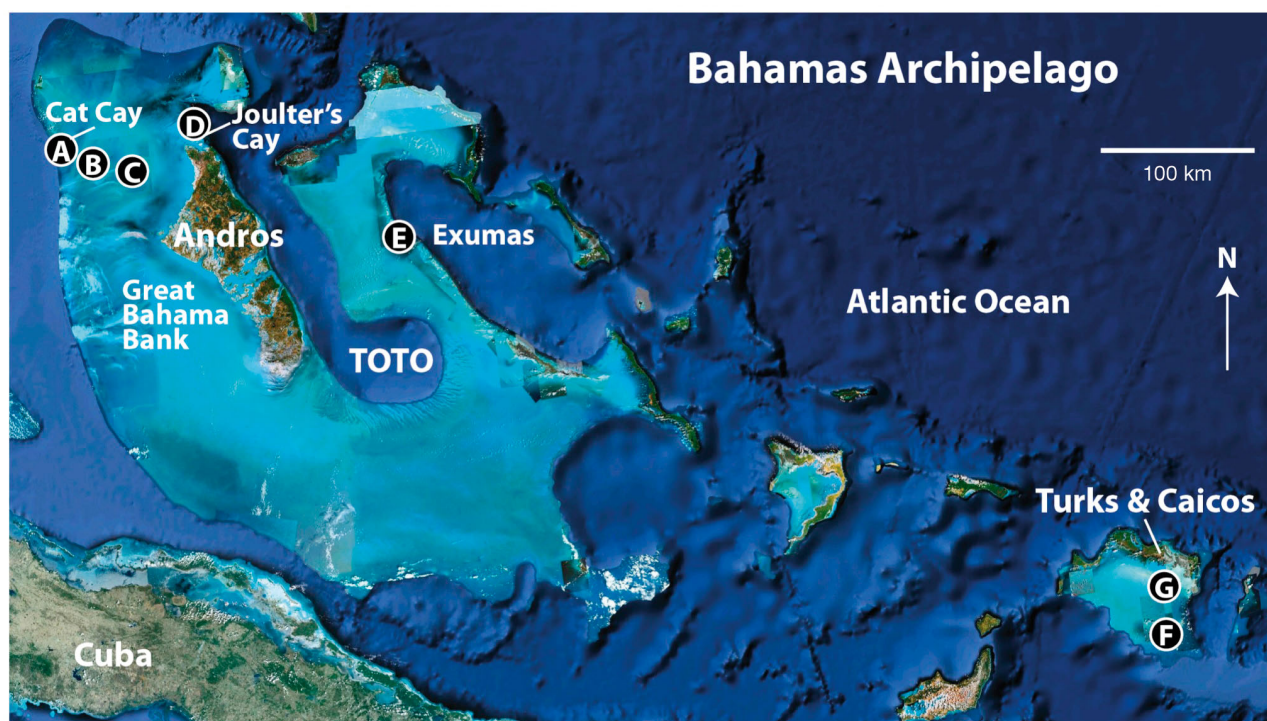 Bahamas Archipelago
Cat Cay
Joulter's
Cay
A
B
C
D
100 km
Andros
E
Exumas
N
Great
Bahama
Bank
Atlantic Ocean
TOTO
Turks & Caicos
G
F
Cuba